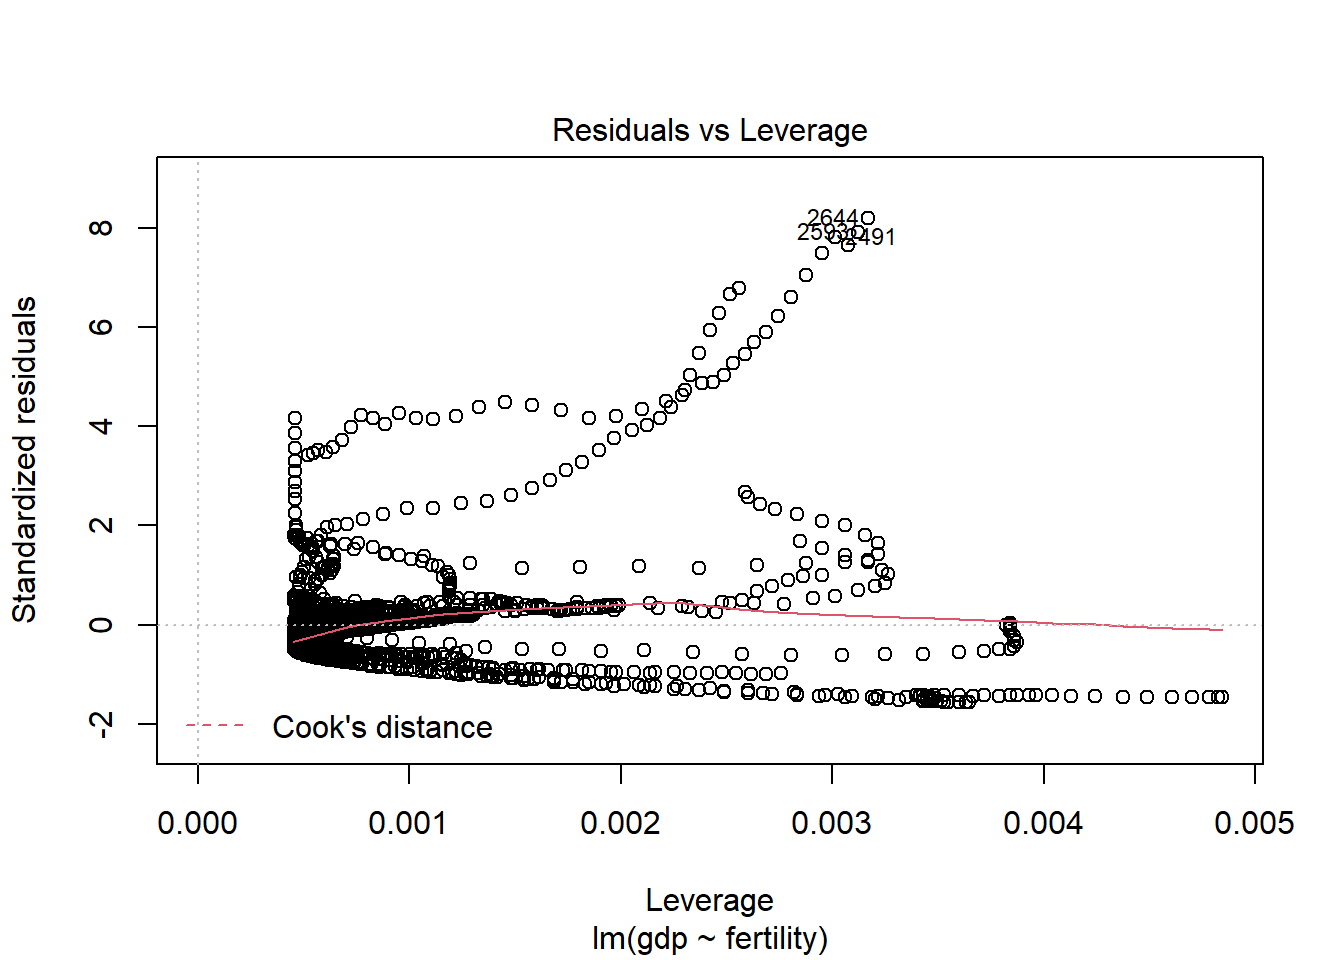 Residuals vs Leverage
Standardized residuals
8
6
4
2
0
-2
2644
2593
2491
Cook's distance
0.000 0.001 0.002 0.003 0.004 0.005
Leverage
lm(gdp ~ fertility)